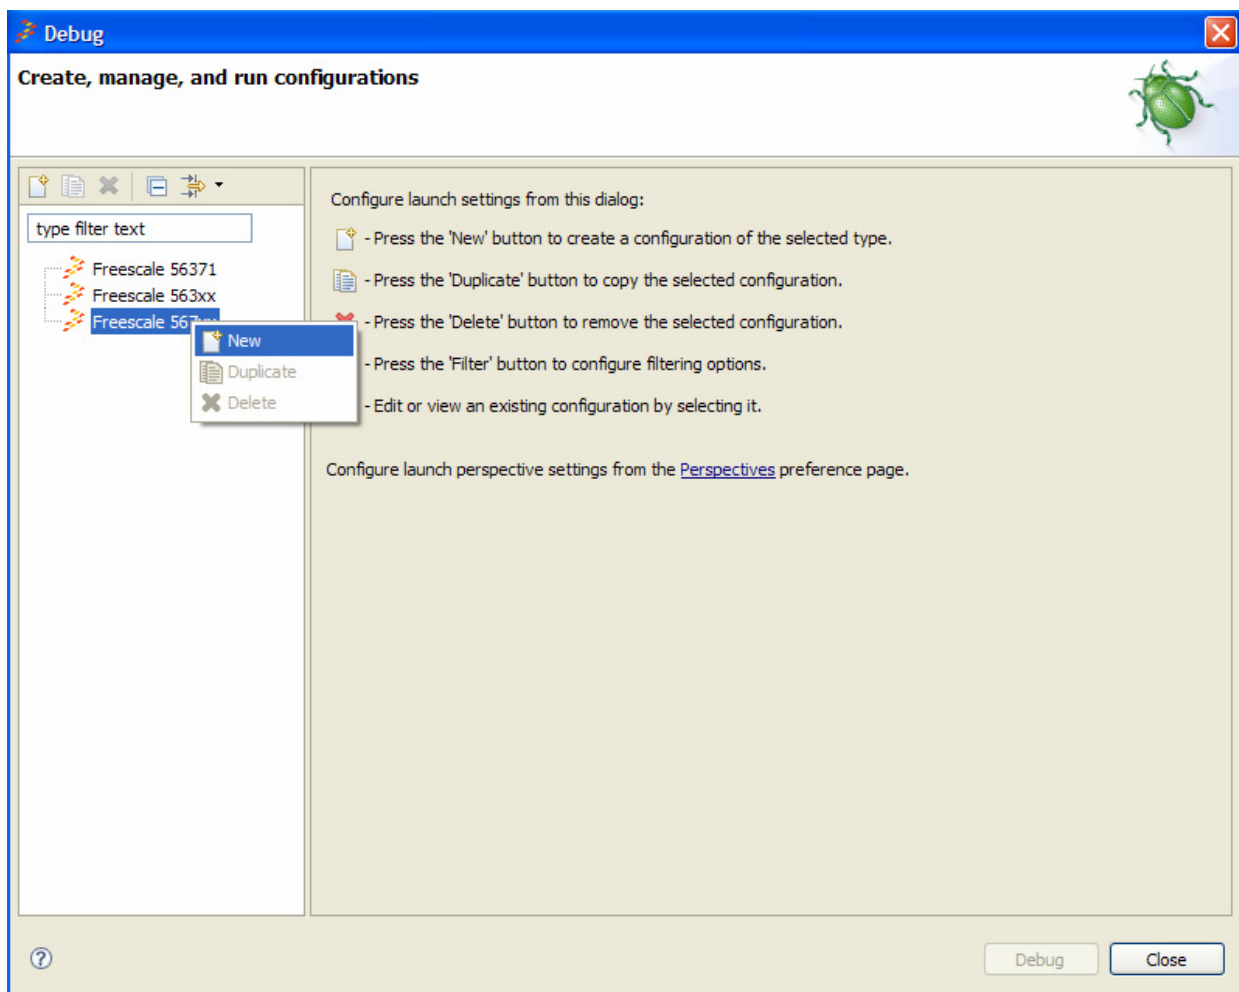 Debug
Create, manage, and run configurations
type filter text
Freescale 56371
Freescale 563xx
Freescale
New
Duplicate
Delete
Configure launch settings from this dialog:
- Press the 'New' button to create a configuration of the selected type.
- Press the 'Duplicate' button to copy the selected configuration.
- Press the 'Delete' button to remove the selected configuration.
- Press the 'Filter' button to configure filtering options.
- Edit or view an existing configuration by selecting it.
Configure launch perspective settings from the Perspectives preference page.
?
Debug
Close